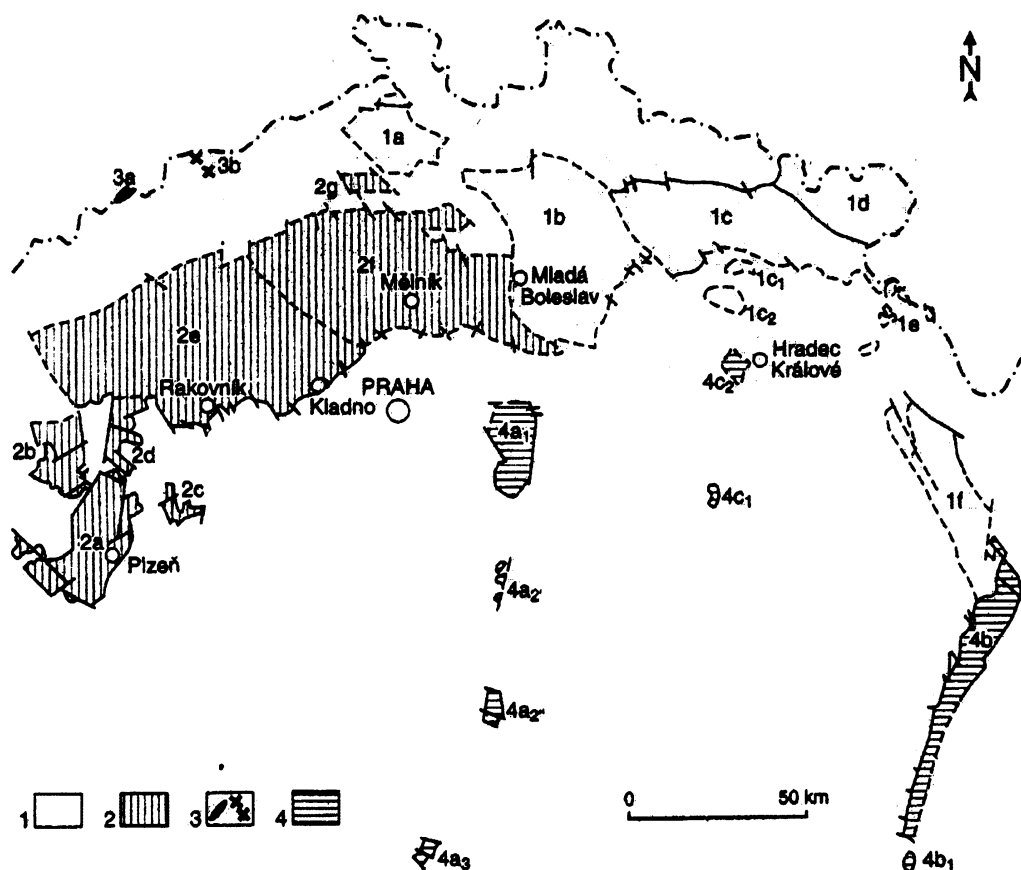 N
1a
3b
3a
2g
1b
1c
1d
2f
Mělník
Mladá
Boleslav
1c₁
1c₂
1e
2e
Hradec
Králové
4c₂
Rakovník
Kladno
PRAHA
4a₁
2b
2d
2c
4c₁
1f
2a
Plzeň
4a₂'
4b
4a₂"
1
2
3
4
0
50 km
4a₃
4b₁